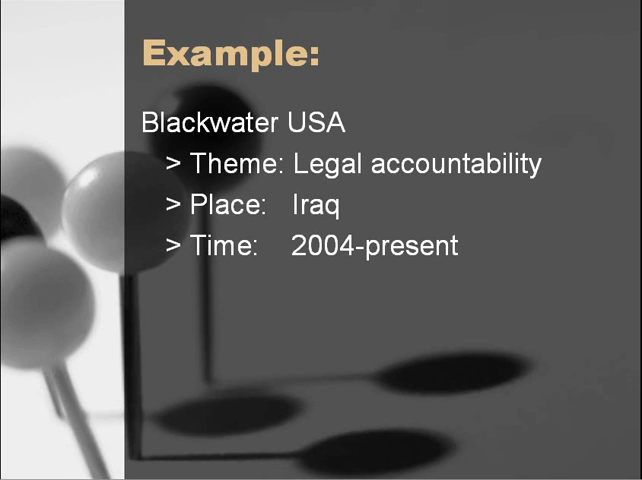 Example:
Blackwater USA
> Theme: Legal accountability
> Place: Iraq
> Time: 2004-present